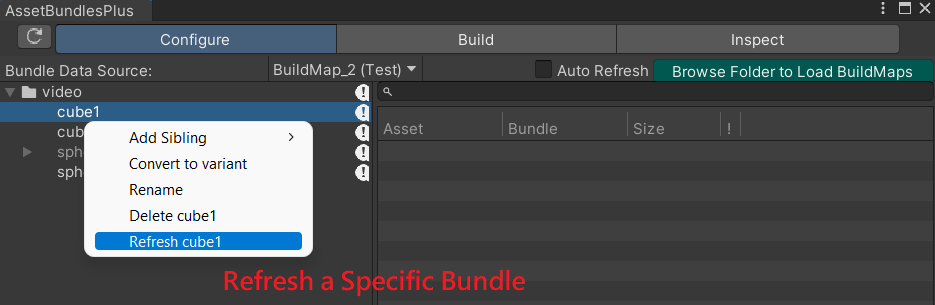 AssetBundlesPlus
Configure
Build
Inspect
Bundle Data Source:
BuildMap_2 (Test)
Auto Refresh
Browse Folder to Load BuildMaps
video
cube1
cub
sph
sph
Add Sibling
Convert to variant
Rename
Delete cube1
Refresh cube1
Asset
Bundle
Size
!
Refresh a Specific Bundle